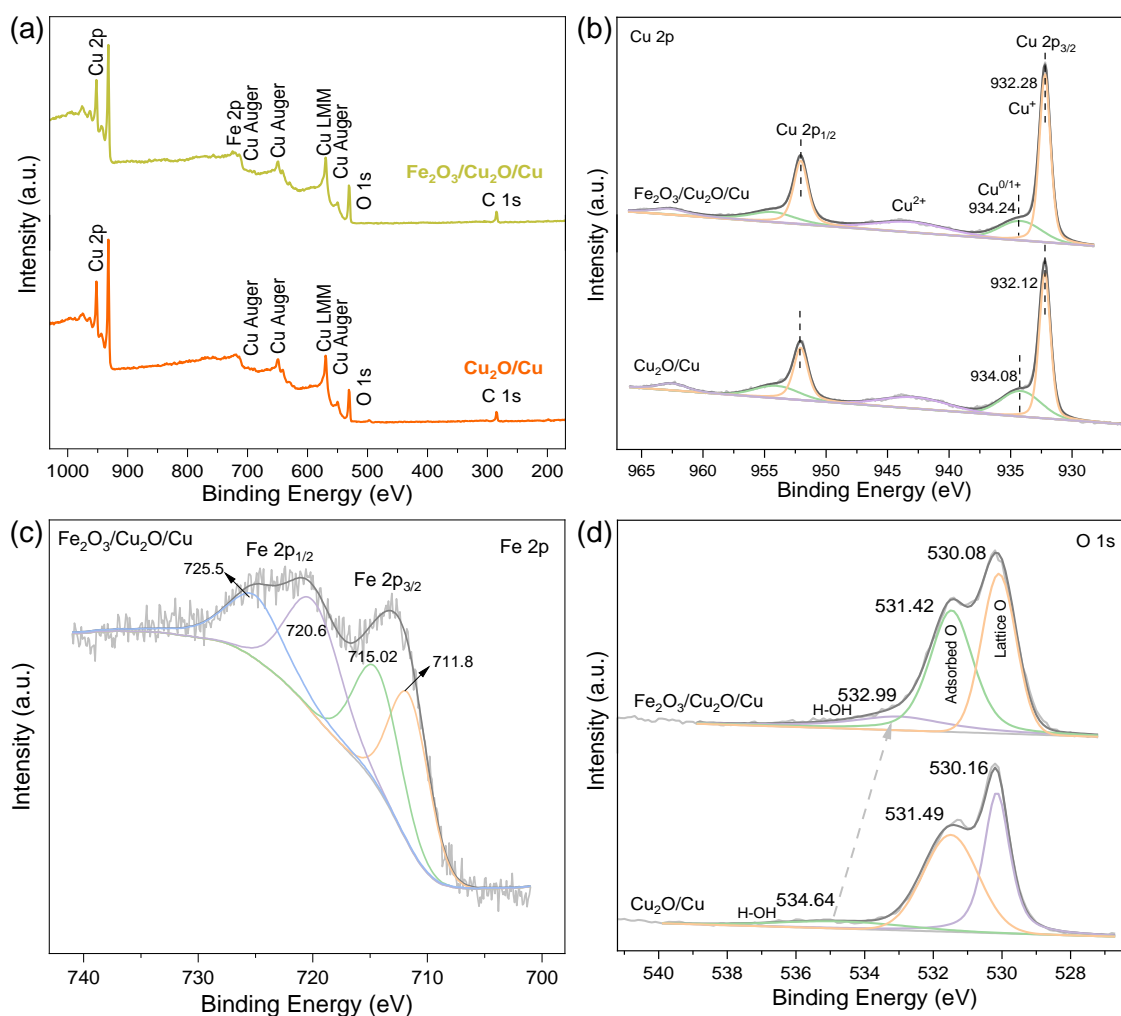 (a)
Cu 2p
Fe 2p
Cu Auger
Cu Auger
Cu LMM
Cu Auger
O 1s
Fe₂O₃/Cu₂O/Cu
C 1s
Cu 2p
Cu Auger
Cu Auger
Cu LMM
Cu Auger
O 1s
Cu₂O/Cu
C 1s
Intensity (a.u.)
1000 900 800 700 600 500 400 300 200
Binding Energy (eV)
(b)
Cu 2p
Cu 2p₃/₂
932.28
Cu⁺
Cu 2p₁/₂
Cu⁰/¹⁺
934.24
Cu²⁺
Fe₂O₃/Cu₂O/Cu
932.12
934.08
Cu₂O/Cu
Intensity (a.u.)
965 960 955 950 945 940 935 930
Binding Energy (eV)
(c)
Fe₂O₃/Cu₂O/Cu
Fe 2p
Fe 2p₁/₂
725.5
Fe 2p₃/₂
720.6
715.02
711.8
Intensity (a.u.)
740 730 720 710 700
Binding Energy (eV)
(d)
O 1s
530.08
531.42
Adsorbed O
Lattice O
532.99
H-OH
Fe₂O₃/Cu₂O/Cu
530.16
531.49
534.64
H-OH
Cu₂O/Cu
Intensity (a.u.)
540 538 536 534 532 530 528
Binding Energy (eV)